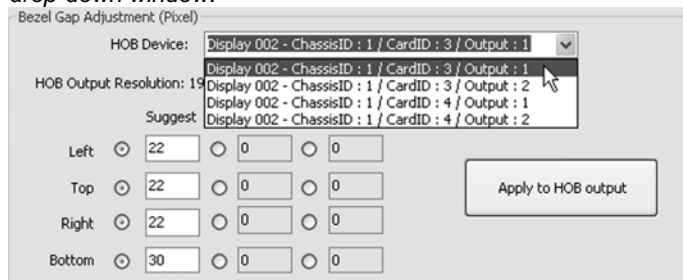 drop-down window.
Bezel Gap Adjustment (Pixel)
HOB Device: Display 002 - ChassisID : 1 / CardID : 3 / Output : 1
Display 002 - ChassisID : 1 / CardID : 3 / Output : 1
HOB Output Resolution: 19 Display 002 - ChassisID : 1 / CardID : 3 / Output : 2
Display 002 - ChassisID : 1 / CardID : 4 / Output : 1
Suggest Display 002 - ChassisID : 1 / CardID : 4 / Output : 2
Left 22 0 0
Top 22 0 0 Apply to HOB output
Right 22 0 0
Bottom 30 0 0